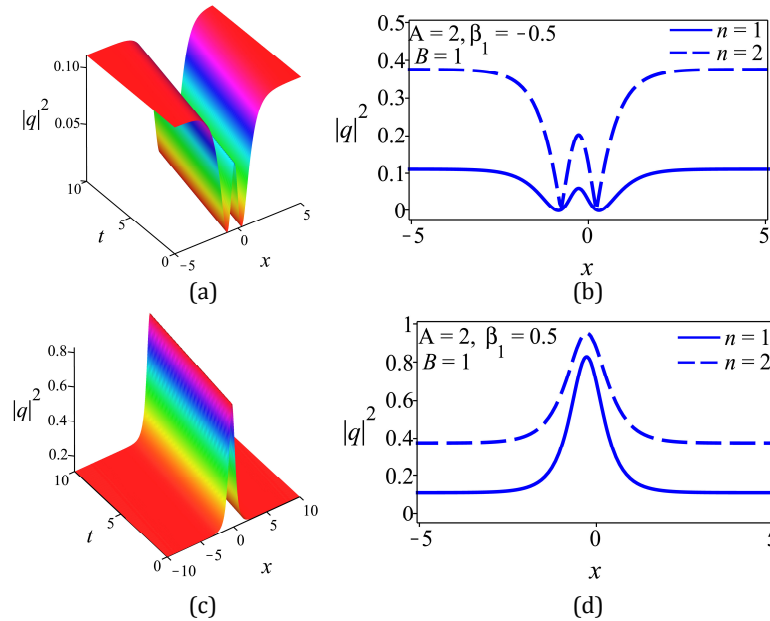 0.10
|q|²
0.05
10
t
5
0
-5
0
x
5
(a)
A = 2, β₁ = -0.5
B = 1
n = 1
n = 2
0.5
0.4
0.3
|q|²
0.2
0.1
0
-5
0
5
x
(b)
0.8
|q|²
0.6
0.4
0.2
10
t
5
0
-10
-5
0
5
10
x
(c)
A = 2, β₁ = 0.5
B = 1
n = 1
n = 2
1
0.8
0.6
|q|²
0.4
0.2
0
-5
0
5
x
(d)